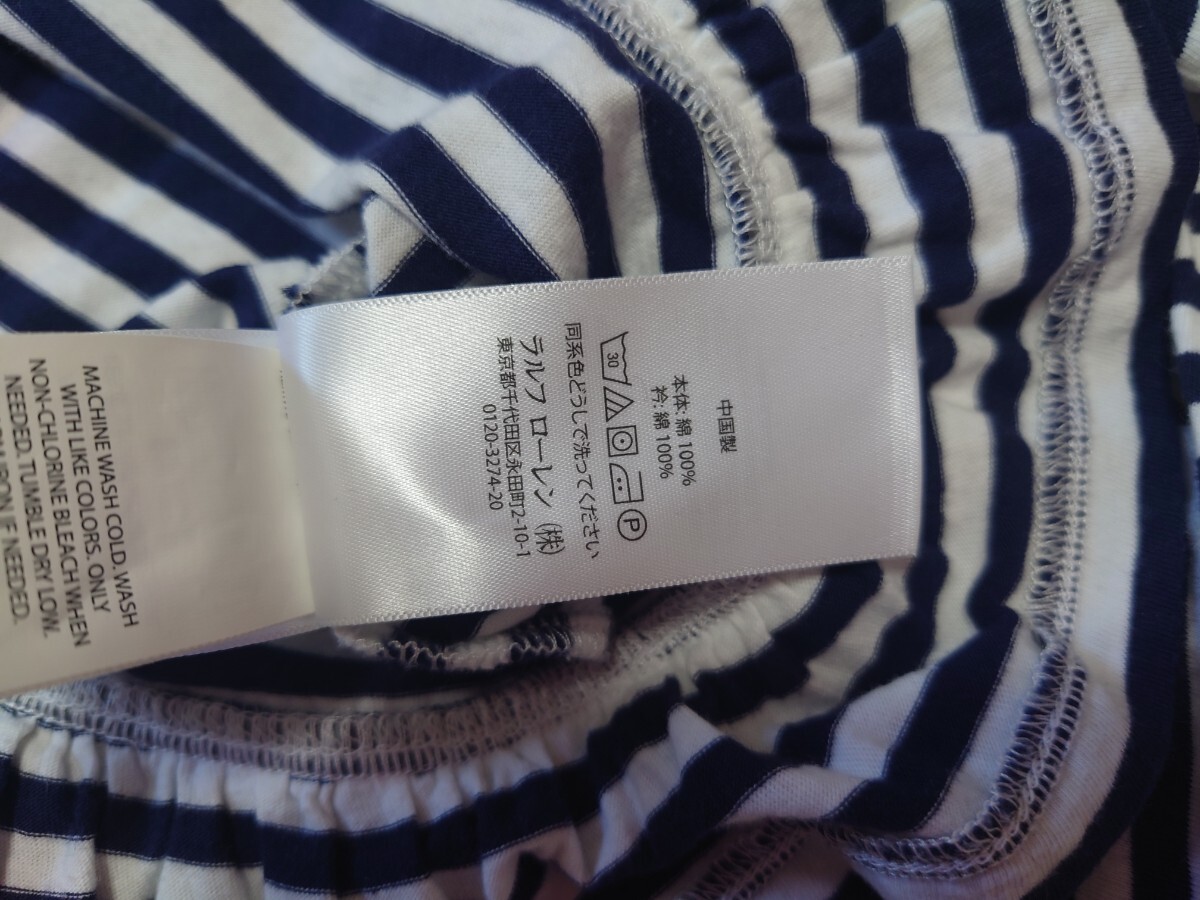 中国製
本体: 綿 100%
衿: 綿 100%
30 P
同系色どうしで洗ってください
ラルフ ローレン (株)
東京都千代田区永田町2-10-1
0120-3274-20
MACHINE WASH COLD. WASH
WITH LIKE COLORS. ONLY
NON-CHLORINE BLEACH WHEN
NEEDED. TUMBLE DRY LOW.
IRON IF NEEDED.